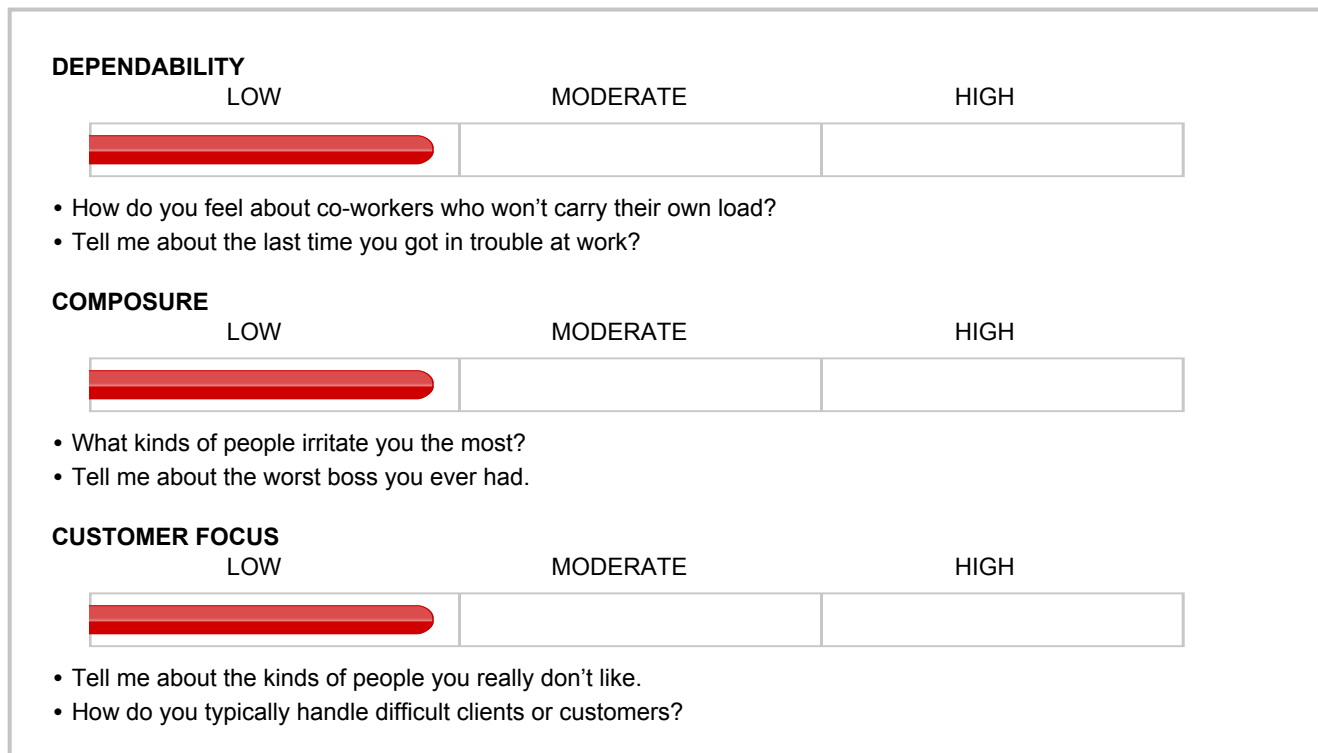 DEPENDABILITY
LOW MODERATE HIGH
• How do you feel about co-workers who won’t carry their own load?
• Tell me about the last time you got in trouble at work?
COMPOSURE
LOW MODERATE HIGH
• What kinds of people irritate you the most?
• Tell me about the worst boss you ever had.
CUSTOMER FOCUS
LOW MODERATE HIGH
• Tell me about the kinds of people you really don’t like.
• How do you typically handle difficult clients or customers?